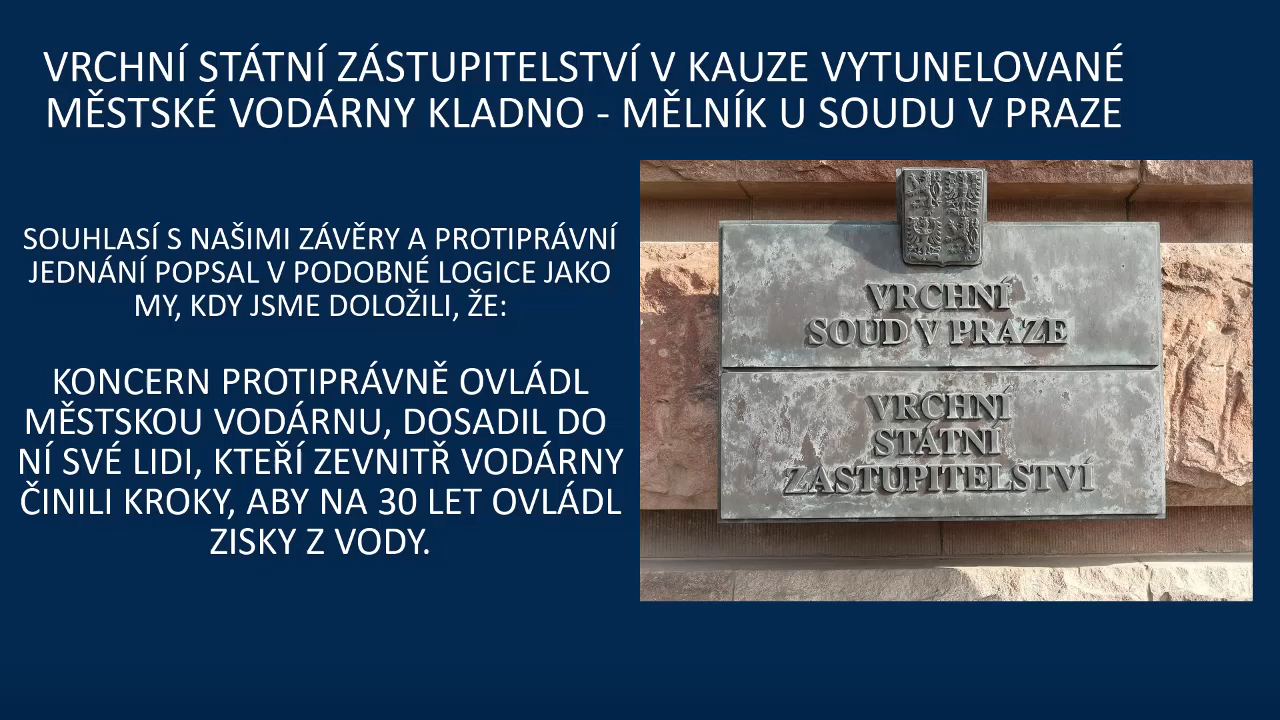 VRCHNÍ STÁTNÍ ZÁSTUPITELSTVÍ V KAUZE VYTUNELOVANÉ
MĚSTSKÉ VODÁRNY KLADNO - MĚLNÍK U SOUDU V PRAZE
SOUHLASÍ S NAŠIMI ZÁVĚRY A PROTIPRÁVNÍ
JEDNÁNÍ POPSAL V PODOBNÉ LOGICE JAKO
MY, KDY JSME DOLOŽILI, ŽE:
KONCERN PROTIPRÁVNĚ OVLÁDL
MĚSTSKOU VODÁRNU, DOSADIL DO
NÍ SVÉ LIDI, KTEŘÍ ZEVNITŘ VODÁRNY
ČINILI KROKY, ABY NA 30 LET OVLÁDL
ZISKY Z VODY.
VRCHNÍ
SOUD V PRAZE
VRCHNÍ
STÁTNÍ
ZASTUPITELSTVÍ